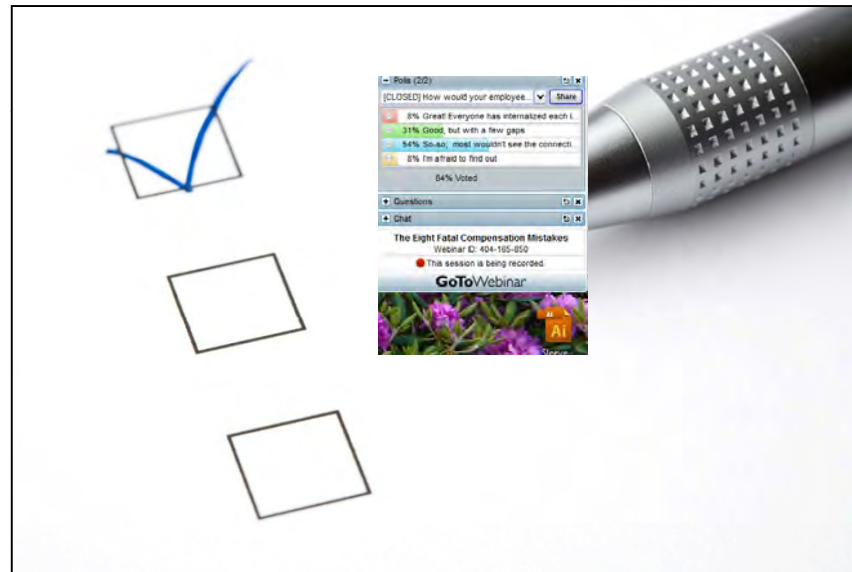 Polls (2/2)
[CLOSED] How would your employee... Share
8% Great! Everyone has internalized each i...
31% Good, but with a few gaps
54% So-so; most wouldn't see the connecti...
8% I'm afraid to find out
84% Voted
Questions
Chat
The Eight Fatal Compensation Mistakes
Webinar ID: 404-165-850
This session is being recorded.
GoToWebinar
Ai
Ai